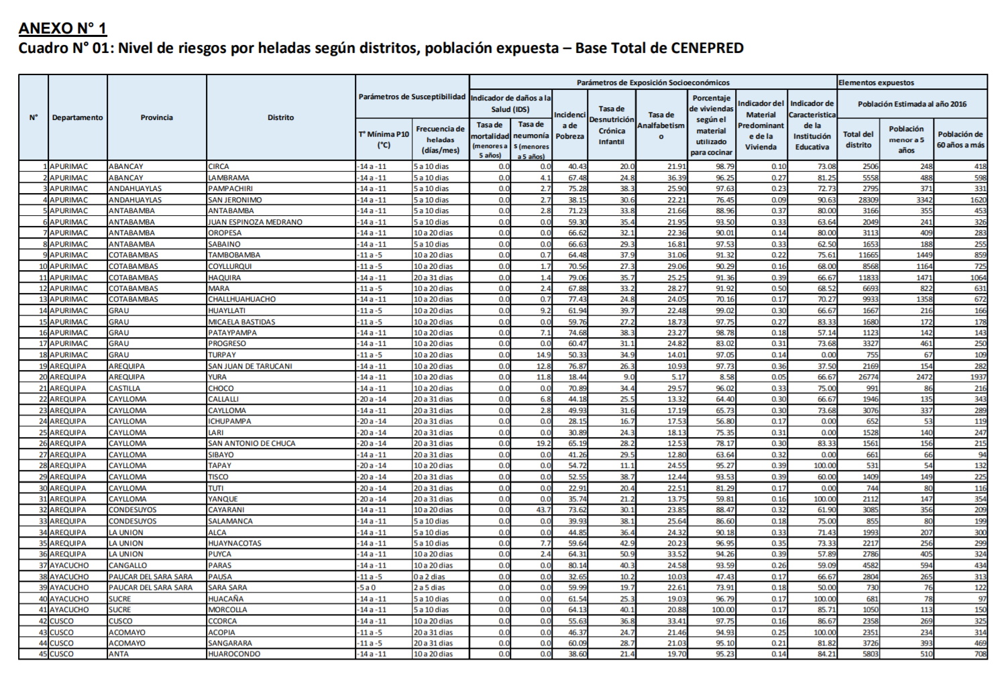 ANEXO N° 1
Cuadro N° 01: Nivel de riesgos por heladas según distritos, población expuesta – Base Total de CENEPRED
N° Departamento Provincia Distrito Parámetros de Susceptibilidad Parámetros de Exposición Socioeconómicos Elementos expuestos
T° Mínima P10 (°C) Frecuencia de heladas (días/mes) Indicador de daños a la Salud (IDS) Tasa de mortalidad (menores a 5 años) Tasa de neumonía s (menores a 5 años) Incidenci a de Pobreza Tasa de Desnutrición Crónica Infantil Tasa de Analfabetism o Porcentaje de viviendas según el material utilizado para cocinar Indicador del Material Predominant e de la Vivienda Indicador de Caracteristica de la Institución Educativa Población Estimada al año 2016 Total del distrito Población menor a 5 años Población de 60 años a más
1 APURIMAC ABANCAY CIRCA -14 a -11 5 a 10 dias 0.0 0.0 40.43 20.0 21.91 98.79 0.10 73.08 2506 248 418
2 APURIMAC ABANCAY LAMBRAMA -14 a -11 5 a 10 dias 0.0 4.1 67.48 24.8 36.39 96.25 0.27 81.25 5558 488 598
3 APURIMAC ANDAHUAYLAS PAMPACHIRI -14 a -11 5 a 10 dias 0.0 2.7 75.28 38.3 25.90 97.63 0.23 72.73 2795 371 331
4 APURIMAC ANDAHUAYLAS SAN JERONIMO -14 a -11 5 a 10 dias 0.0 2.7 38.15 30.6 22.21 76.45 0.09 90.63 28309 3342 1620
5 APURIMAC ANTABAMBA ANTABAMBA -14 a -11 5 a 10 dias 0.0 2.8 71.23 33.8 21.66 88.96 0.37 80.00 3166 355 453
6 APURIMAC ANTABAMBA JUAN ESPINOZA MEDRANO -14 a -11 5 a 10 dias 0.0 0.0 59.30 35.4 21.95 93.50 0.33 63.64 2049 241 326
7 APURIMAC ANTABAMBA OROPESA -14 a -11 10 a 20 dias 0.0 0.0 66.62 32.1 22.36 90.01 0.14 80.00 3113 409 283
8 APURIMAC ANTABAMBA SABAINO -14 a -11 5 a 10 dias 0.0 0.0 66.63 29.3 16.81 97.53 0.33 62.50 1653 188 255
9 APURIMAC COTABAMBAS TAMBOBAMBA -11 a -5 10 a 20 dias 0.0 0.7 64.48 37.9 31.06 91.32 0.22 75.61 11665 1449 859
10 APURIMAC COTABAMBAS COYLLURQUI -11 a -5 10 a 20 dias 0.0 1.7 70.56 27.3 29.06 90.29 0.16 68.00 8568 1164 725
11 APURIMAC COTABAMBAS HAQUIRA -14 a -11 20 a 31 dias 0.0 1.4 79.06 35.7 25.25 91.36 0.39 66.67 11833 1471 1064
12 APURIMAC COTABAMBAS MARA -11 a -5 10 a 20 dias 0.0 2.4 67.88 33.2 28.27 91.92 0.50 68.52 6693 822 631
13 APURIMAC COTABAMBAS CHALLHUAHUACHO -14 a -11 10 a 20 dias 0.0 0.7 77.43 24.8 24.05 70.16 0.17 70.27 9933 1358 672
14 APURIMAC GRAU HUAYLLATI -11 a -5 10 a 20 dias 0.0 9.2 61.94 39.7 22.48 99.02 0.30 66.67 1667 216 166
15 APURIMAC GRAU MICAELA BASTIDAS -11 a -5 10 a 20 dias 0.0 0.0 59.76 27.2 18.73 97.75 0.27 83.33 1680 172 178
16 APURIMAC GRAU PATAYPAMPA -14 a -11 10 a 20 dias 0.0 7.1 74.68 38.3 23.27 98.78 0.18 57.14 1123 142 143
17 APURIMAC GRAU PROGRESO -14 a -11 10 a 20 dias 0.0 0.0 60.47 31.1 24.82 83.02 0.31 73.68 3327 461 250
18 APURIMAC GRAU TURPAY -11 a -5 10 a 20 dias 0.0 14.9 50.33 34.9 14.01 97.05 0.14 0.00 755 67 109
19 AREQUIPA AREQUIPA SAN JUAN DE TARUCANI -14 a -11 10 a 20 dias 0.0 12.8 76.87 26.3 10.93 97.73 0.36 37.50 2169 154 282
20 AREQUIPA AREQUIPA YURA -14 a -11 10 a 20 dias 0.0 11.8 18.44 9.0 5.17 8.58 0.05 66.67 26774 2472 1937
21 AREQUIPA CASTILLA CHOCO -14 a -11 10 a 20 dias 0.0 0.0 70.89 34.4 29.57 96.02 0.33 75.00 991 86 216
22 AREQUIPA CAYLLOMA CALLALLI -20 a -14 20 a 31 dias 0.0 6.8 44.18 25.5 13.32 64.40 0.30 66.67 1946 135 343
23 AREQUIPA CAYLLOMA CAYLLOMA -14 a -11 20 a 31 dias 0.0 2.8 49.93 31.6 17.19 65.73 0.30 73.68 3076 337 289
24 AREQUIPA CAYLLOMA ICHUPAMPA -20 a -14 20 a 31 dias 0.0 0.0 28.15 16.7 17.53 56.80 0.17 0.00 652 53 119
25 AREQUIPA CAYLLOMA LARI -20 a -14 20 a 31 dias 0.0 0.0 30.89 24.3 18.13 75.35 0.31 0.00 1528 140 247
26 AREQUIPA CAYLLOMA SAN ANTONIO DE CHUCA -20 a -14 20 a 31 dias 0.0 19.2 65.19 28.2 12.53 78.17 0.30 83.33 1561 156 215
27 AREQUIPA CAYLLOMA SIBAYO -14 a -11 20 a 31 dias 0.0 0.0 41.26 29.5 12.80 63.64 0.32 0.00 661 66 94
28 AREQUIPA CAYLLOMA TAPAY -20 a -14 10 a 20 dias 0.0 0.0 54.72 11.1 24.55 95.27 0.39 100.00 531 54 132
29 AREQUIPA CAYLLOMA TISCO -20 a -14 20 a 31 dias 0.0 0.0 52.55 38.7 12.44 93.53 0.39 60.00 1409 149 225
30 AREQUIPA CAYLLOMA TUTI -20 a -14 20 a 31 dias 0.0 0.0 22.91 20.4 22.51 81.29 0.17 0.00 744 80 116
31 AREQUIPA CAYLLOMA YANQUE -20 a -14 20 a 31 dias 0.0 0.0 35.74 21.2 13.75 59.81 0.16 100.00 2112 147 354
32 AREQUIPA CONDESUYOS CAYARANI -14 a -11 10 a 20 dias 0.0 43.7 73.62 30.1 23.85 88.47 0.32 61.90 3085 356 209
33 AREQUIPA CONDESUYOS SALAMANCA -14 a -11 5 a 10 dias 0.0 0.0 39.93 38.1 25.64 86.60 0.18 75.00 855 80 199
34 AREQUIPA LA UNION ALCA -14 a -11 5 a 10 dias 0.0 0.0 44.85 36.4 24.32 90.18 0.33 71.43 1993 207 300
35 AREQUIPA LA UNION HUAYNACOTAS -14 a -11 5 a 10 dias 0.0 7.7 59.64 42.9 20.23 96.95 0.35 73.33 2217 256 299
36 AREQUIPA LA UNION PUYCA -14 a -11 10 a 20 dias 0.0 2.4 64.31 50.9 33.52 94.26 0.39 57.89 2786 405 324
37 AYACUCHO CANGALLO PARAS -14 a -11 10 a 20 dias 0.0 0.0 80.14 40.3 24.58 93.59 0.26 59.09 4582 594 434
38 AYACUCHO PAUCAR DEL SARA SARA PAUSA -11 a -5 0 a 2 dias 0.0 0.0 32.65 10.2 10.03 47.43 0.17 66.67 2804 265 313
39 AYACUCHO PAUCAR DEL SARA SARA SARA SARA -5 a 0 2 a 5 dias 0.0 0.0 59.99 19.7 22.61 73.91 0.18 50.00 730 76 122
40 AYACUCHO SUCRE HUACAÑA -14 a -11 5 a 10 dias 0.0 0.0 61.54 25.3 19.03 96.79 0.17 100.00 681 78 97
41 AYACUCHO SUCRE MORCOLLA -14 a -11 5 a 10 dias 0.0 0.0 64.13 40.1 20.88 100.00 0.17 85.71 1050 113 150
42 CUSCO CUSCO CCORCA -14 a -11 10 a 20 dias 0.0 0.0 55.63 36.8 33.41 97.75 0.16 86.67 2358 269 325
43 CUSCO ACOMAYO ACOPIA -11 a -5 20 a 31 dias 0.0 0.0 46.37 24.7 21.46 94.93 0.25 100.00 2351 234 314
44 CUSCO ACOMAYO SANGARARA -11 a -5 20 a 31 dias 0.0 0.0 60.09 28.7 21.03 95.10 0.21 81.82 3726 393 469
45 CUSCO ANTA HUAROCONDO -14 a -11 10 a 20 dias 0.0 0.0 38.60 21.4 19.70 95.23 0.14 84.21 5803 510 708